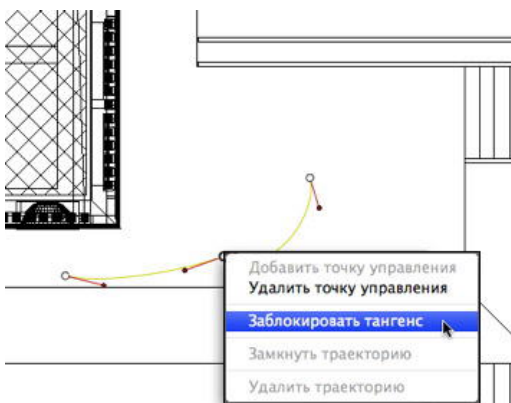 Добавить точку управления
Удалить точку управления
Заблокировать тангенс
Замкнуть траекторию
Удалить траекторию